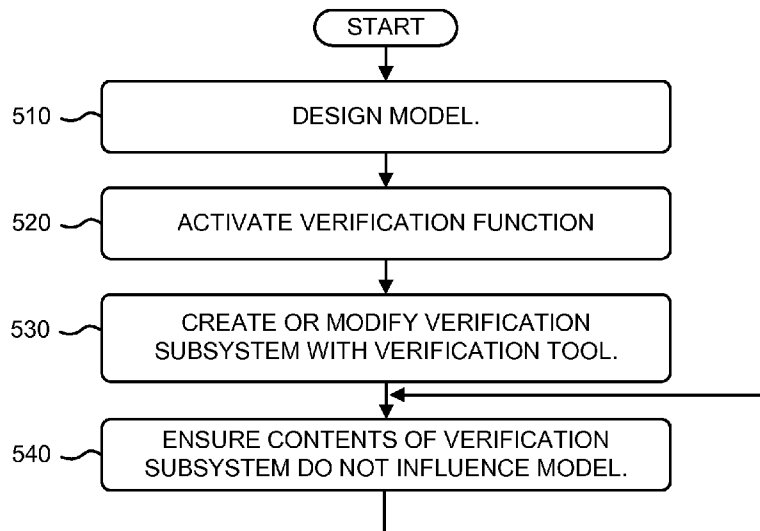 START
510
DESIGN MODEL.
520
ACTIVATE VERIFICATION FUNCTION
530
CREATE OR MODIFY VERIFICATION
SUBSYSTEM WITH VERIFICATION TOOL.
540
ENSURE CONTENTS OF VERIFICATION
SUBSYSTEM DO NOT INFLUENCE MODEL.